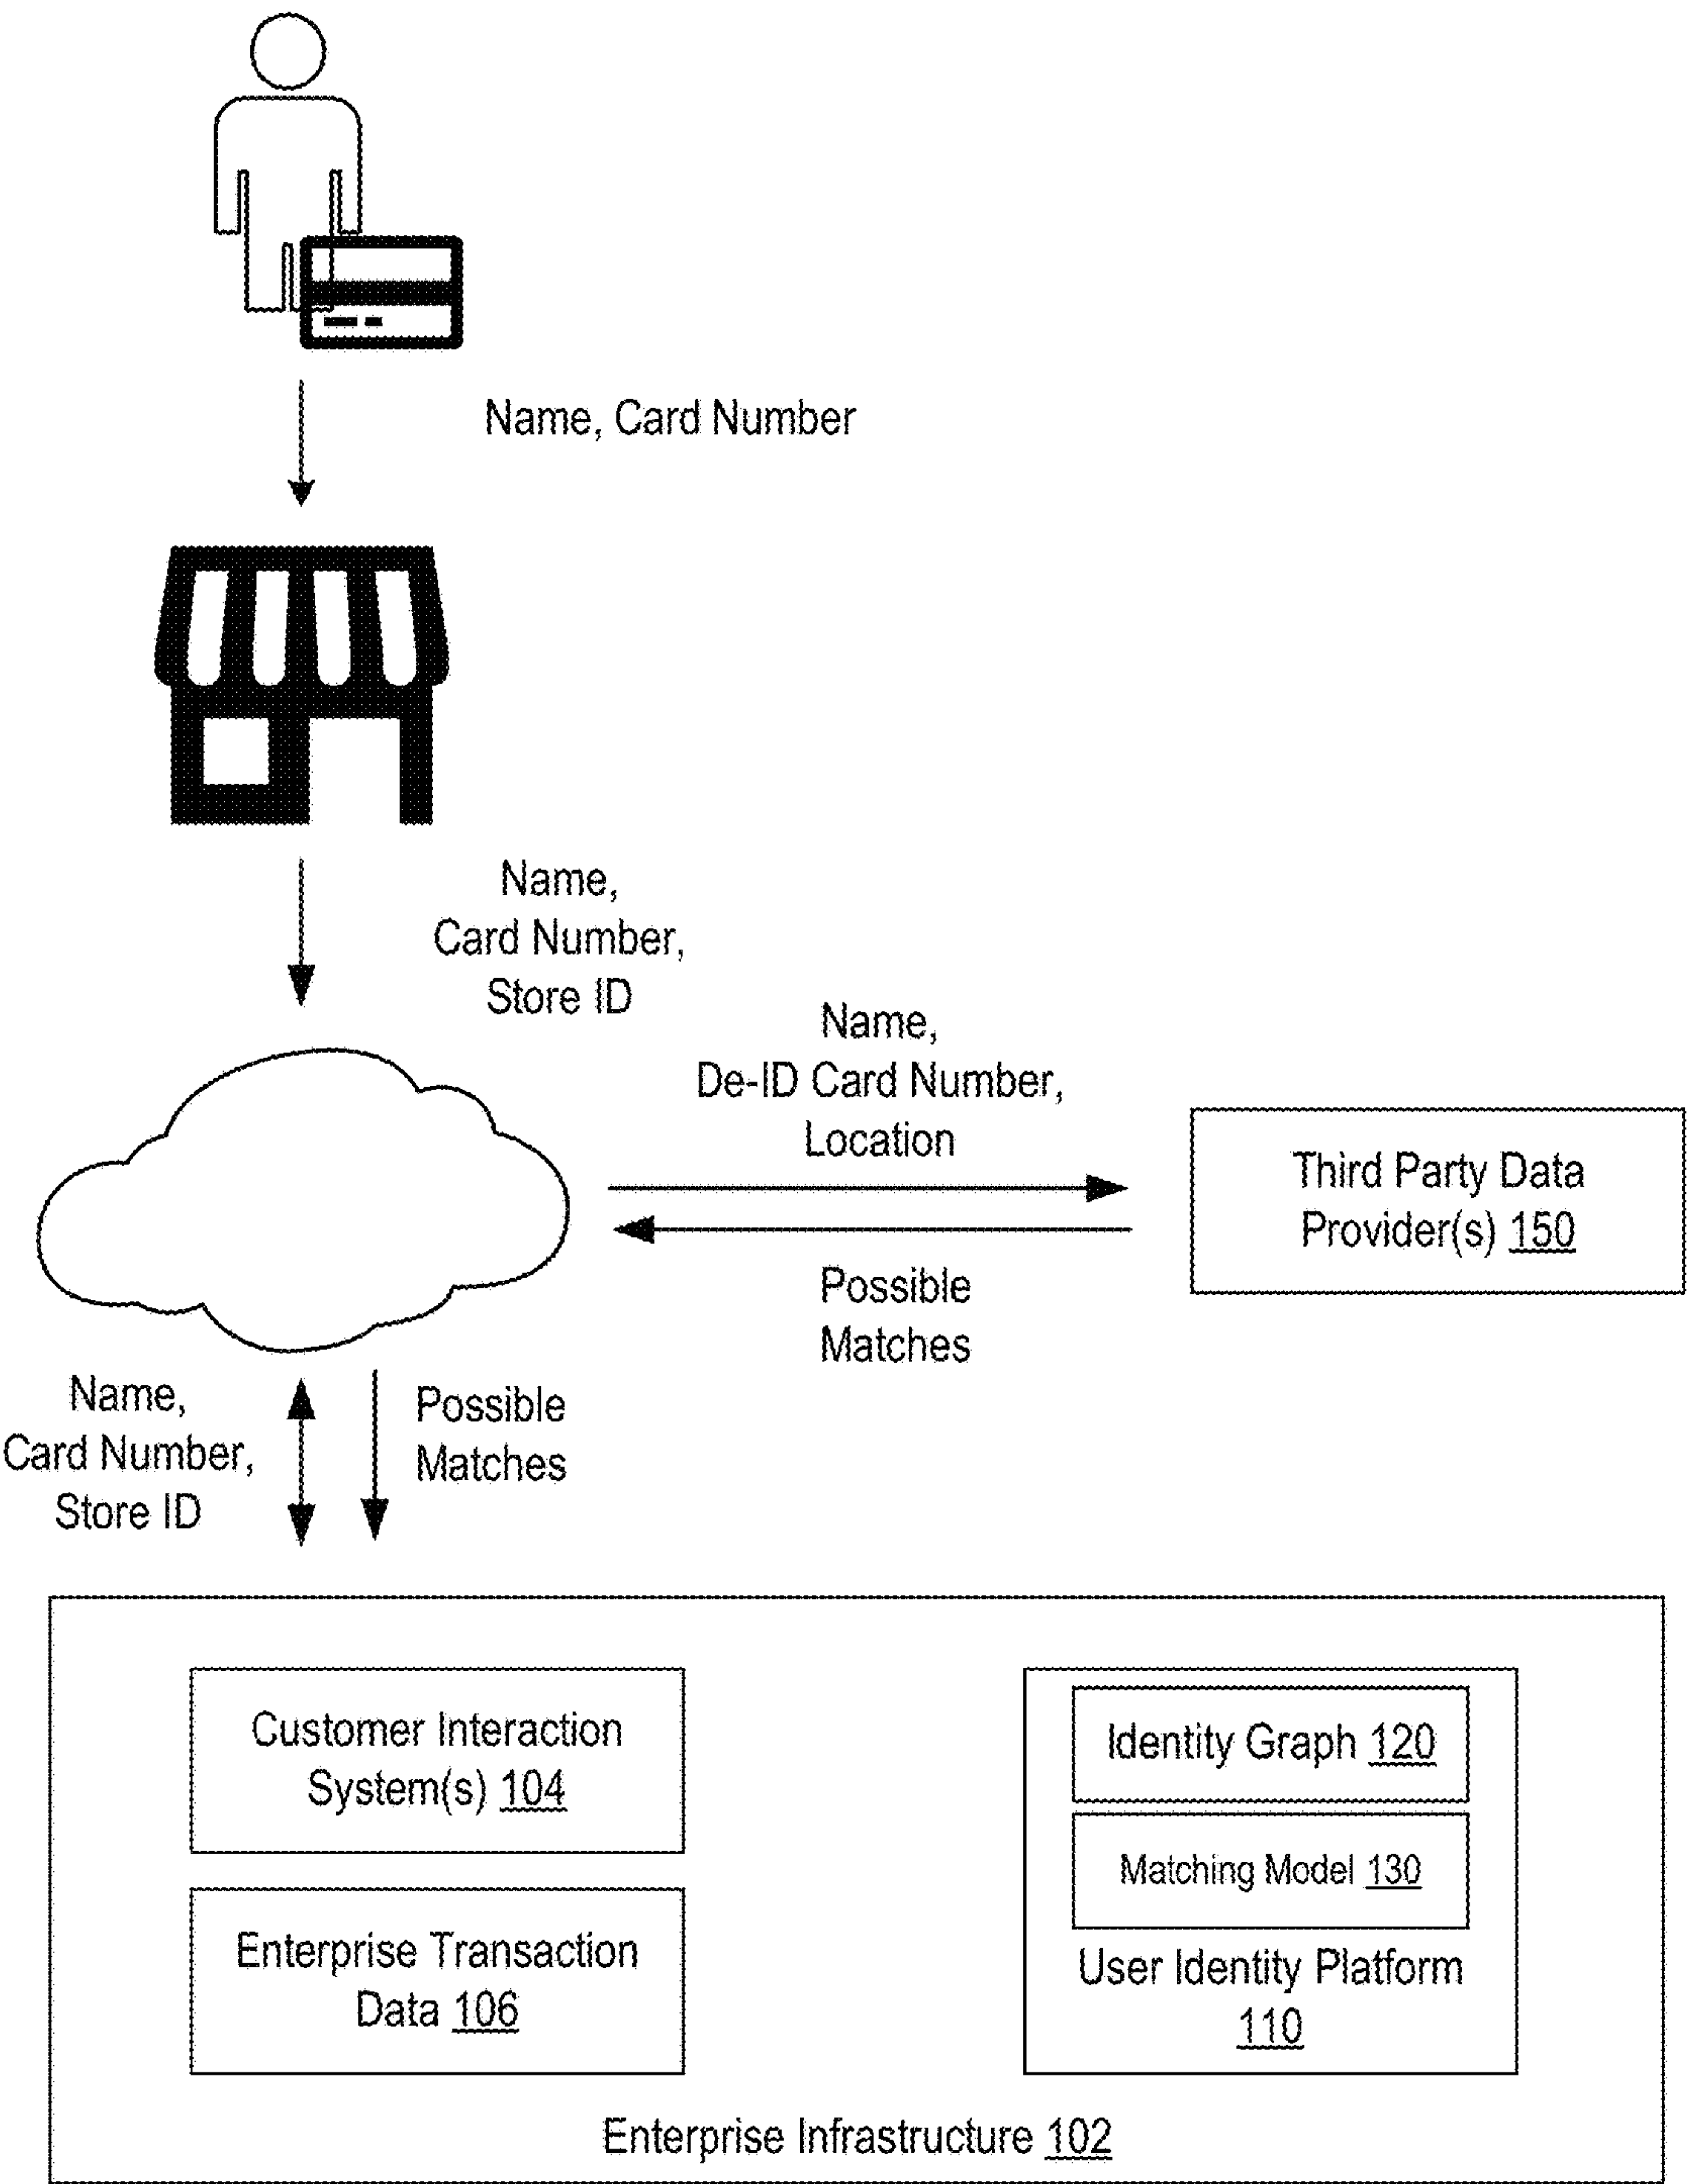 Name, Card Number
Name,
Card Number,
Store ID
Name,
De-ID Card Number,
Location
Third Party Data
Provider(s) 150
Possible
Matches
Name,
Card Number,
Store ID
Possible
Matches
Customer Interaction
System(s) 104
Enterprise Transaction
Data 106
Identity Graph 120
Matching Model 130
User Identity Platform
110
Enterprise Infrastructure 102